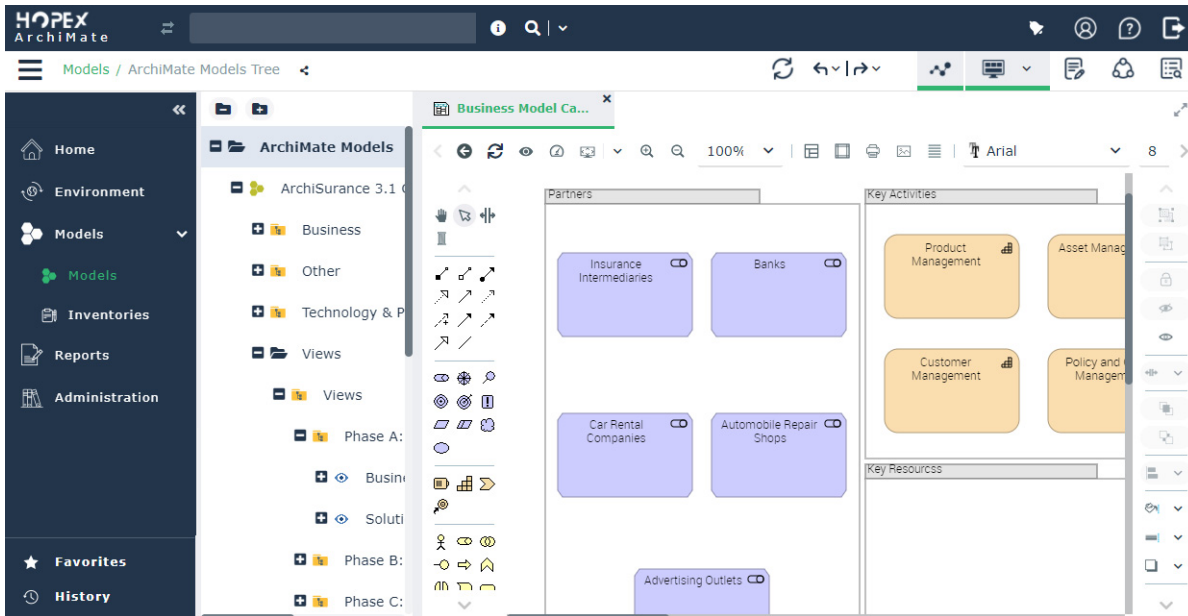 HOPEX
ArchiMate
Models / ArchiMate Models Tree
Home
Environment
Models
Models
Inventories
Reports
Administration
Favorites
History
ArchiMate Models
ArchiSurance 3.1
Business
Other
Technology & P
Views
Views
Phase A:
Busin
Soluti
Phase B:
Phase C:
Business Model Ca...
100%
Arial
8
Partners
Insurance
Intermediaries
Banks
Car Rental
Companies
Automobile Repair
Shops
Advertising Outlets
Key Activities
Product
Management
Asset Manag
Customer
Management
Policy and
Managem
Key Resourcss